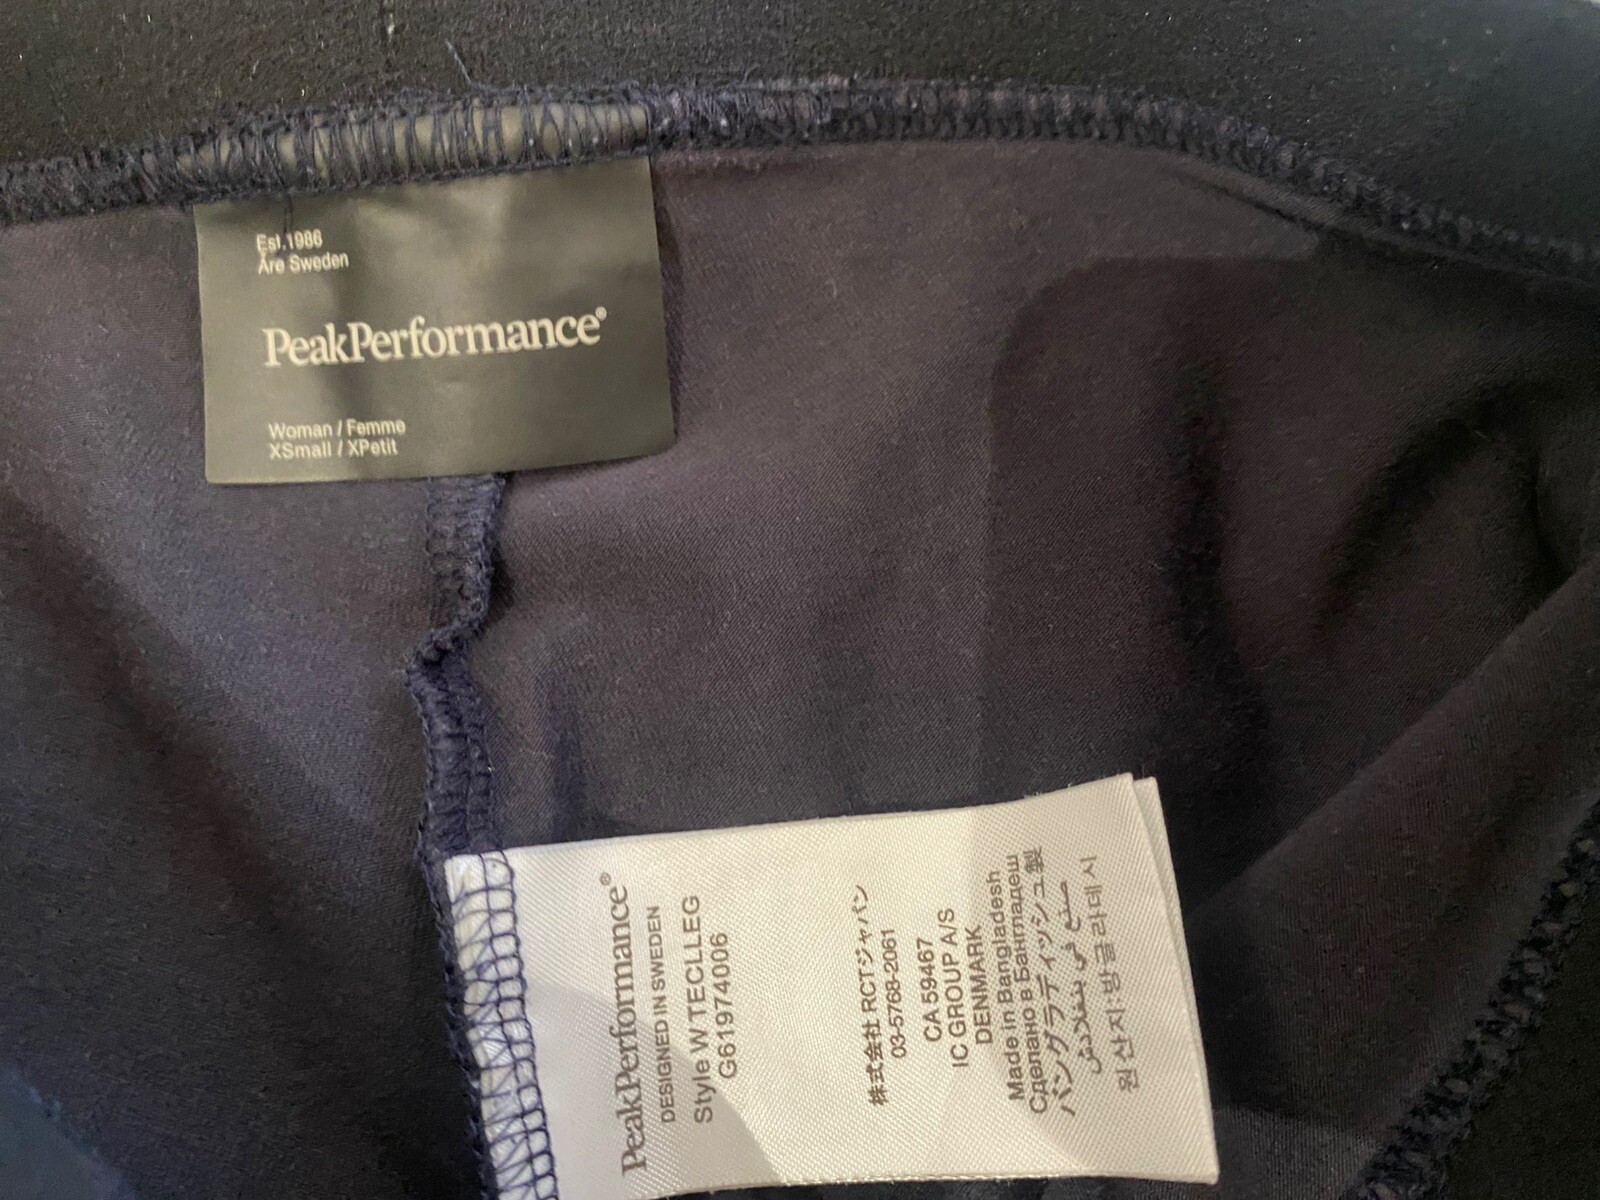 Est.1986
Åre Sweden
PeakPerformance®
Woman / Femme
XSmall / XPetit
PeakPerformance®
DESIGNED IN SWEDEN
Style W TECLLEG
G61974006
株式会社 RCTジャパン
03-5768-2061
CA 59467
IC GROUP A/S
DENMARK
Made in Bangladesh
Сделано в Бангладеш
バングラディッシュ製
صنع في بنغلادش
원산지:방글라데시